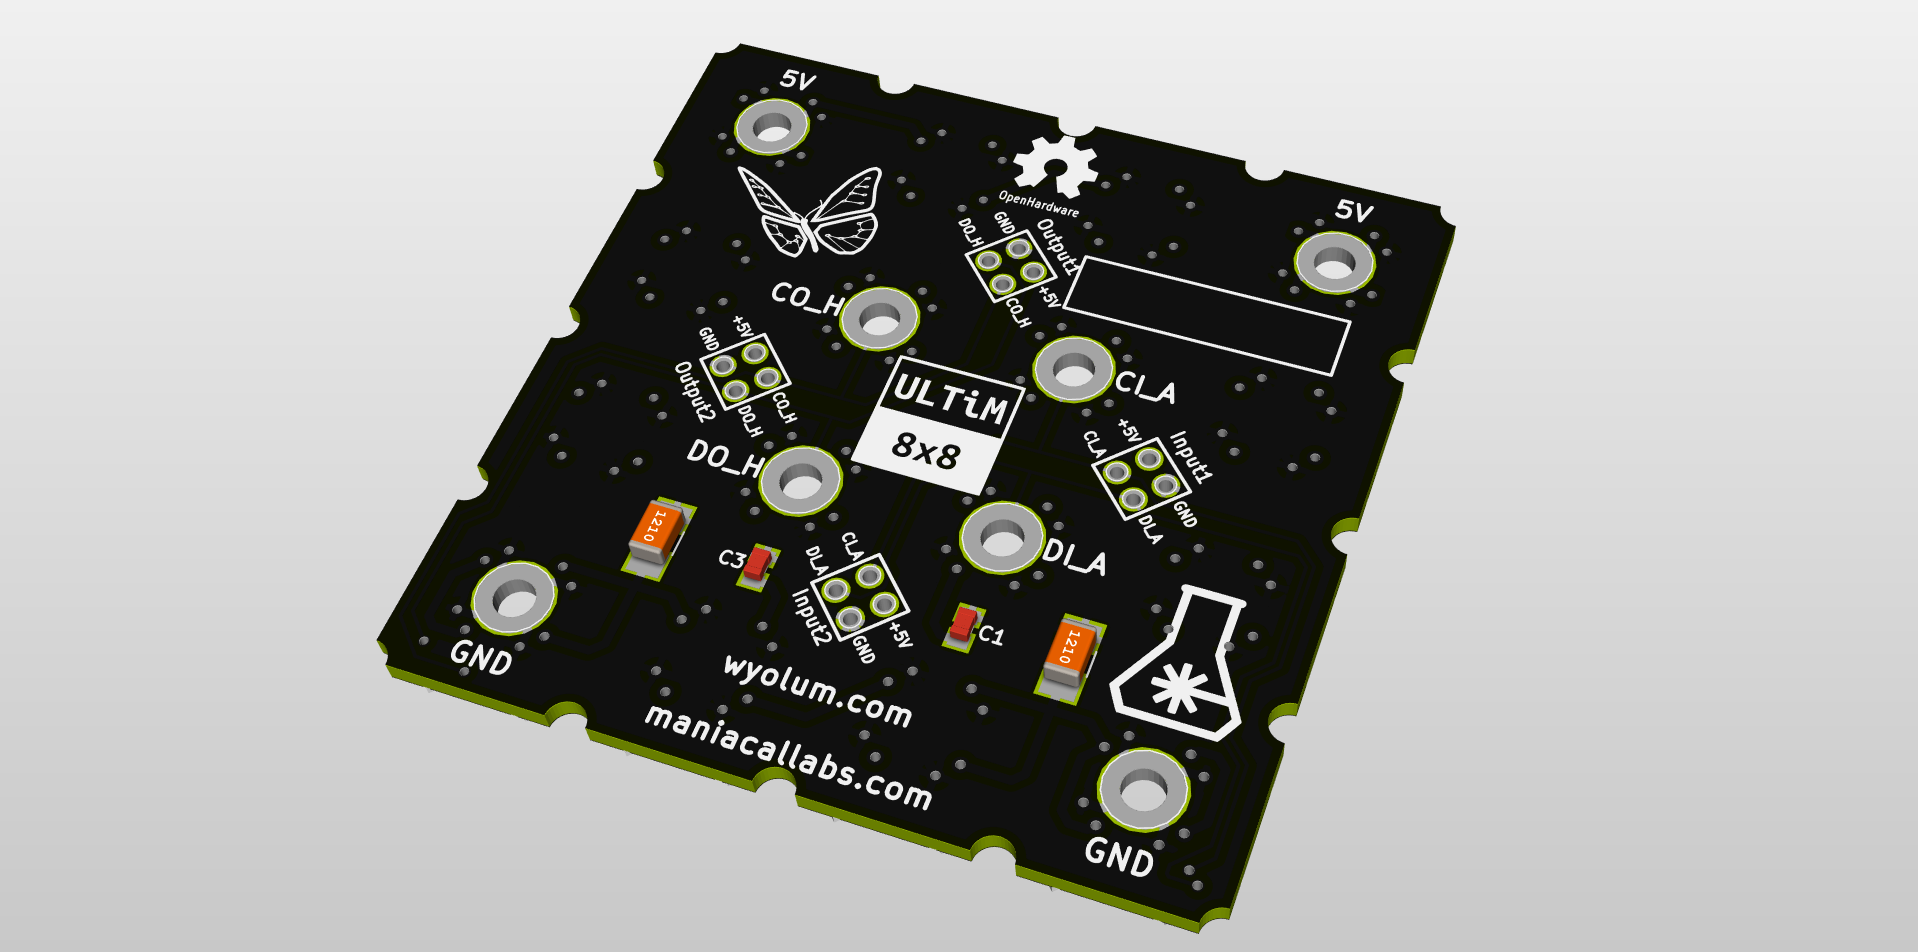 5V
5V
OpenHardware
GND
DO_H
Output1
+5V
CO_H
CO_H
+5V
GND
Output2
CO_H
DO_H
CI_A
ULTiM
8x8
+5V
CI_A
Input1
GND
DI_A
DO_H
1210
C3
CI_A
DI_A
Input2
+5V
GND
DI_A
C1
1210
GND
wyolum.com
maniacallabs.com
GND